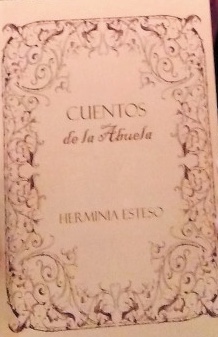 CUENTOS
de la Abuela
HERMINIA ESTESO